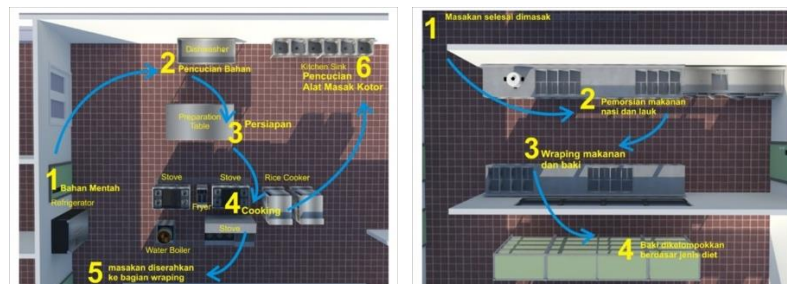 Dishwasher
2 Pencucian Bahan
Kitchen Sink
Pencucian
Alat Masak Kotor
6
Preparation
Table
3 Persiapan
1 Bahan Mentah
Refrigerator
Stove
Stove
Rice Cooker
Fryer
4 Cooking
Stove
Water Boiler
5 masakan diserahkan
ke bagian wraping
1 Masakan selesai dimasak
2 Pemorsian makanan
nasi dan lauk
3 Wraping makanan
dan baki
4 Baki dikelompokkan
berdasar jenis diet